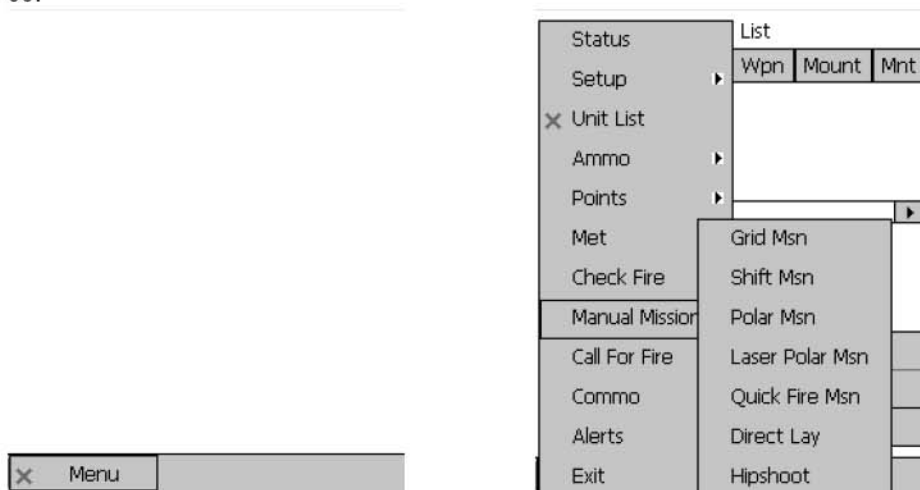 Menu
List
Wpn Mount Mnt
Status
Setup
Unit List
Ammo
Points
Met
Check Fire
Manual Mission
Call For Fire
Commo
Alerts
Exit
Grid Msn
Shift Msn
Polar Msn
Laser Polar Msn
Quick Fire Msn
Direct Lay
Hipshoot